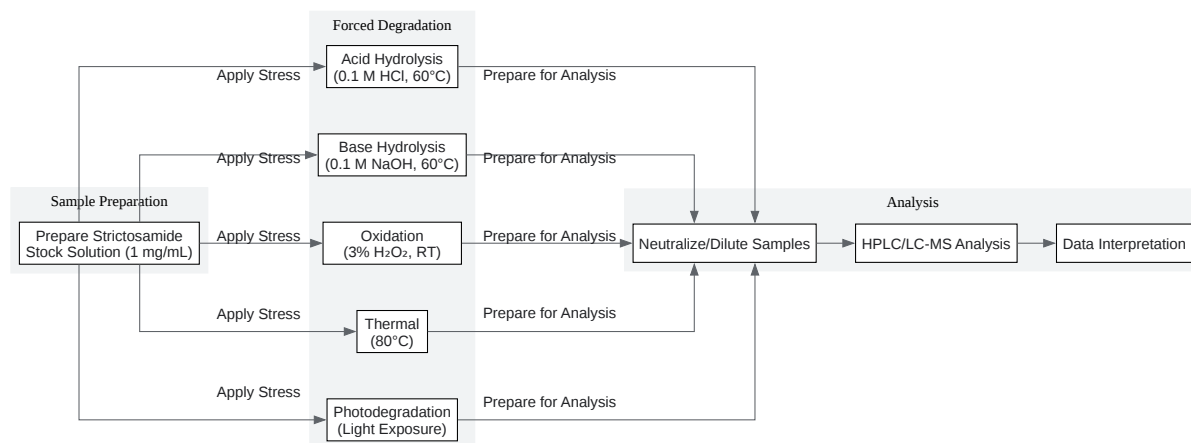 Forced Degradation
Apply Stress
Acid Hydrolysis
(0.1 M HCl, 60°C)
Prepare for Analysis
Apply Stress
Base Hydrolysis
(0.1 M NaOH, 60°C)
Prepare for Analysis
Sample Preparation
Prepare Strictosamide
Stock Solution (1 mg/mL)
Apply Stress
Oxidation
(3% H₂O₂, RT)
Prepare for Analysis
Analysis
Neutralize/Dilute Samples
HPLC/LC-MS Analysis
Data Interpretation
Apply Stress
Thermal
(80°C)
Prepare for Analysis
Apply Stress
Photodegradation
(Light Exposure)
Prepare for Analysis